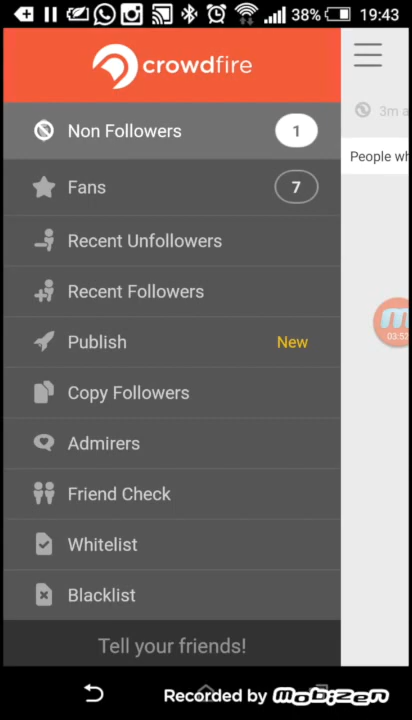 38% 19:43
crowdfire
Non Followers 1
3m a
Fans 7
People wh
Recent Unfollowers
Recent Followers
03:57
Publish New
Copy Followers
Admirers
Friend Check
Whitelist
Blacklist
Tell your friends!
Recorded by mobizen